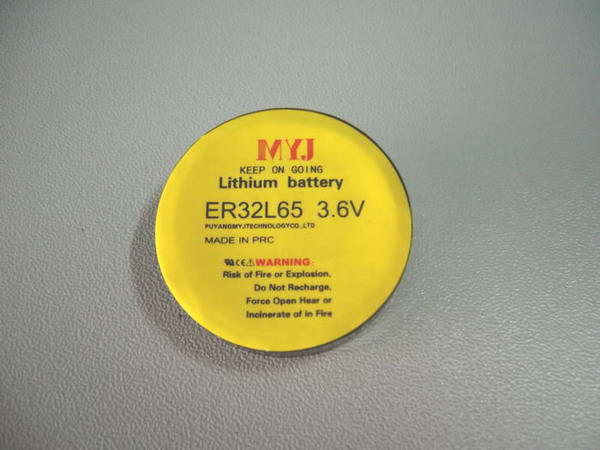 MYJ
KEEP ON GOING
Lithium battery
ER32L65 3.6V
PUYANGMYJTECHNOLOGYCO.,LTD
MADE IN PRC
CE⚠WARNING:
Risk of Fire or Explosion,
Do Not Recharge.
Force Open Hear or
Incinerate of in Fire